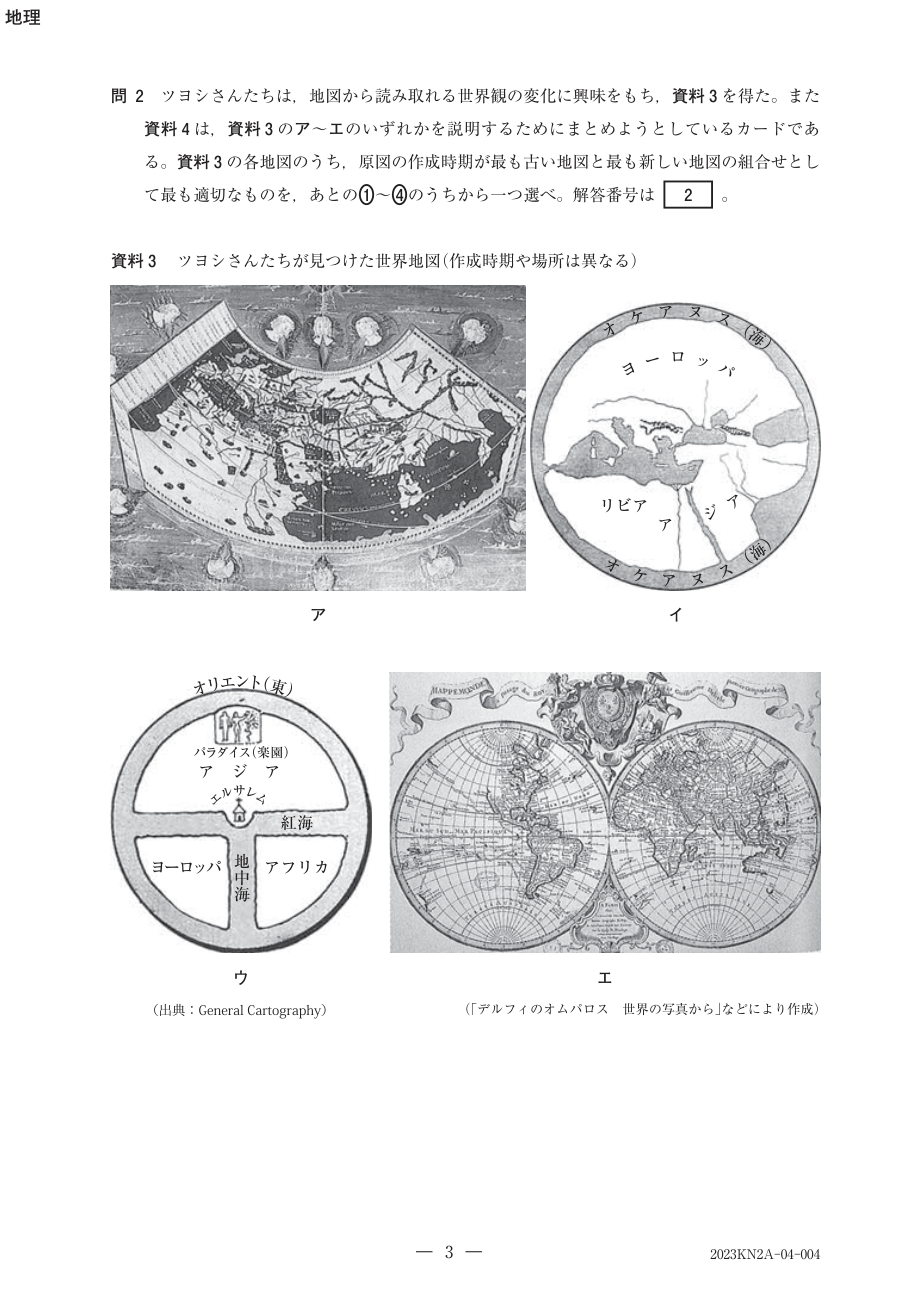 地理
問 2 ツヨシさんたちは，地図から読み取れる世界観の変化に興味をもち，資料 3 を得た。また
資料 4 は，資料 3 のア～エのいずれかを説明するためにまとめようとしているカードであ
る。資料 3 の各地図のうち，原図の作成時期が最も古い地図と最も新しい地図の組合せとし
て最も適切なものを，あとの①～④のうちから一つ選べ。解答番号は 2 。
資料 3 ツヨシさんたちが見つけた世界地図（作成時期や場所は異なる）
オケアヌス（海）
ヨーロッパ
リビア
アジア
オケアヌス（海）
ア
イ
オリエント（東）
パラダイス（楽園）
アジア
エルサレム
紅海
ヨーロッパ
地中海
アフリカ
MAPPEMONDE
MER DU SUD
MER PACIFIQUE
MER DU NORD
ウ
エ
（出典：General Cartography）
（「デルフィのオムパロス 世界の写真から」などにより作成）
― 3 ―
2023KN2A-04-004